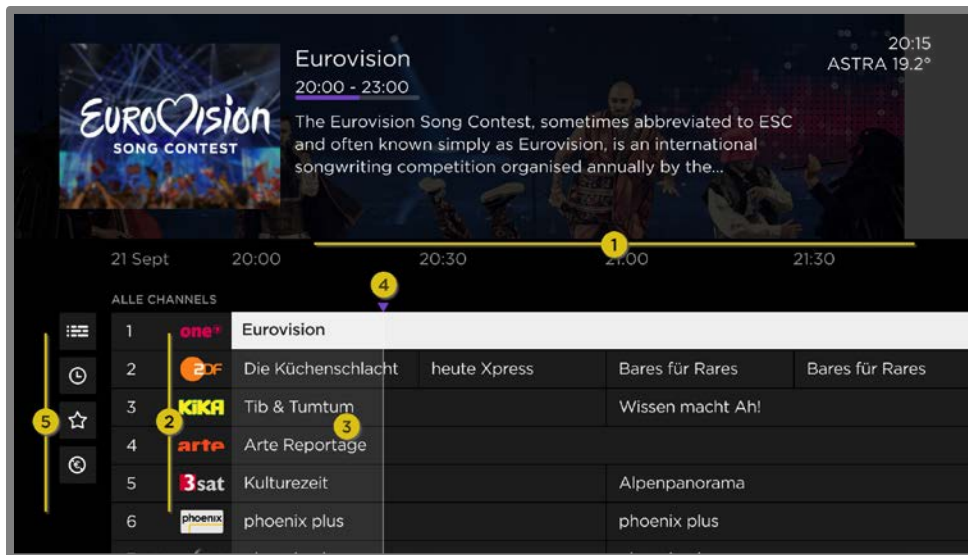 EUROVISION
SONG CONTEST
Eurovision
20:00 - 23:00
The Eurovision Song Contest, sometimes abbreviated to ESC
and often known simply as Eurovision, is an international
songwriting competition organised annually by the...
20:15
ASTRA 19.2°
1
21 Sept 20:00 20:30 21:00 21:30
4
ALLE CHANNELS
1 one Eurovision
2 2DF Die Küchenschlacht heute Xpress Bares für Rares Bares für Rares
3 KiKA Tib & Tumtum Wissen macht Ah!
5 2 3
4 arte Arte Reportage
5 3sat Kulturezeit Alpenpanorama
6 phoenix phoenix plus phoenix plus